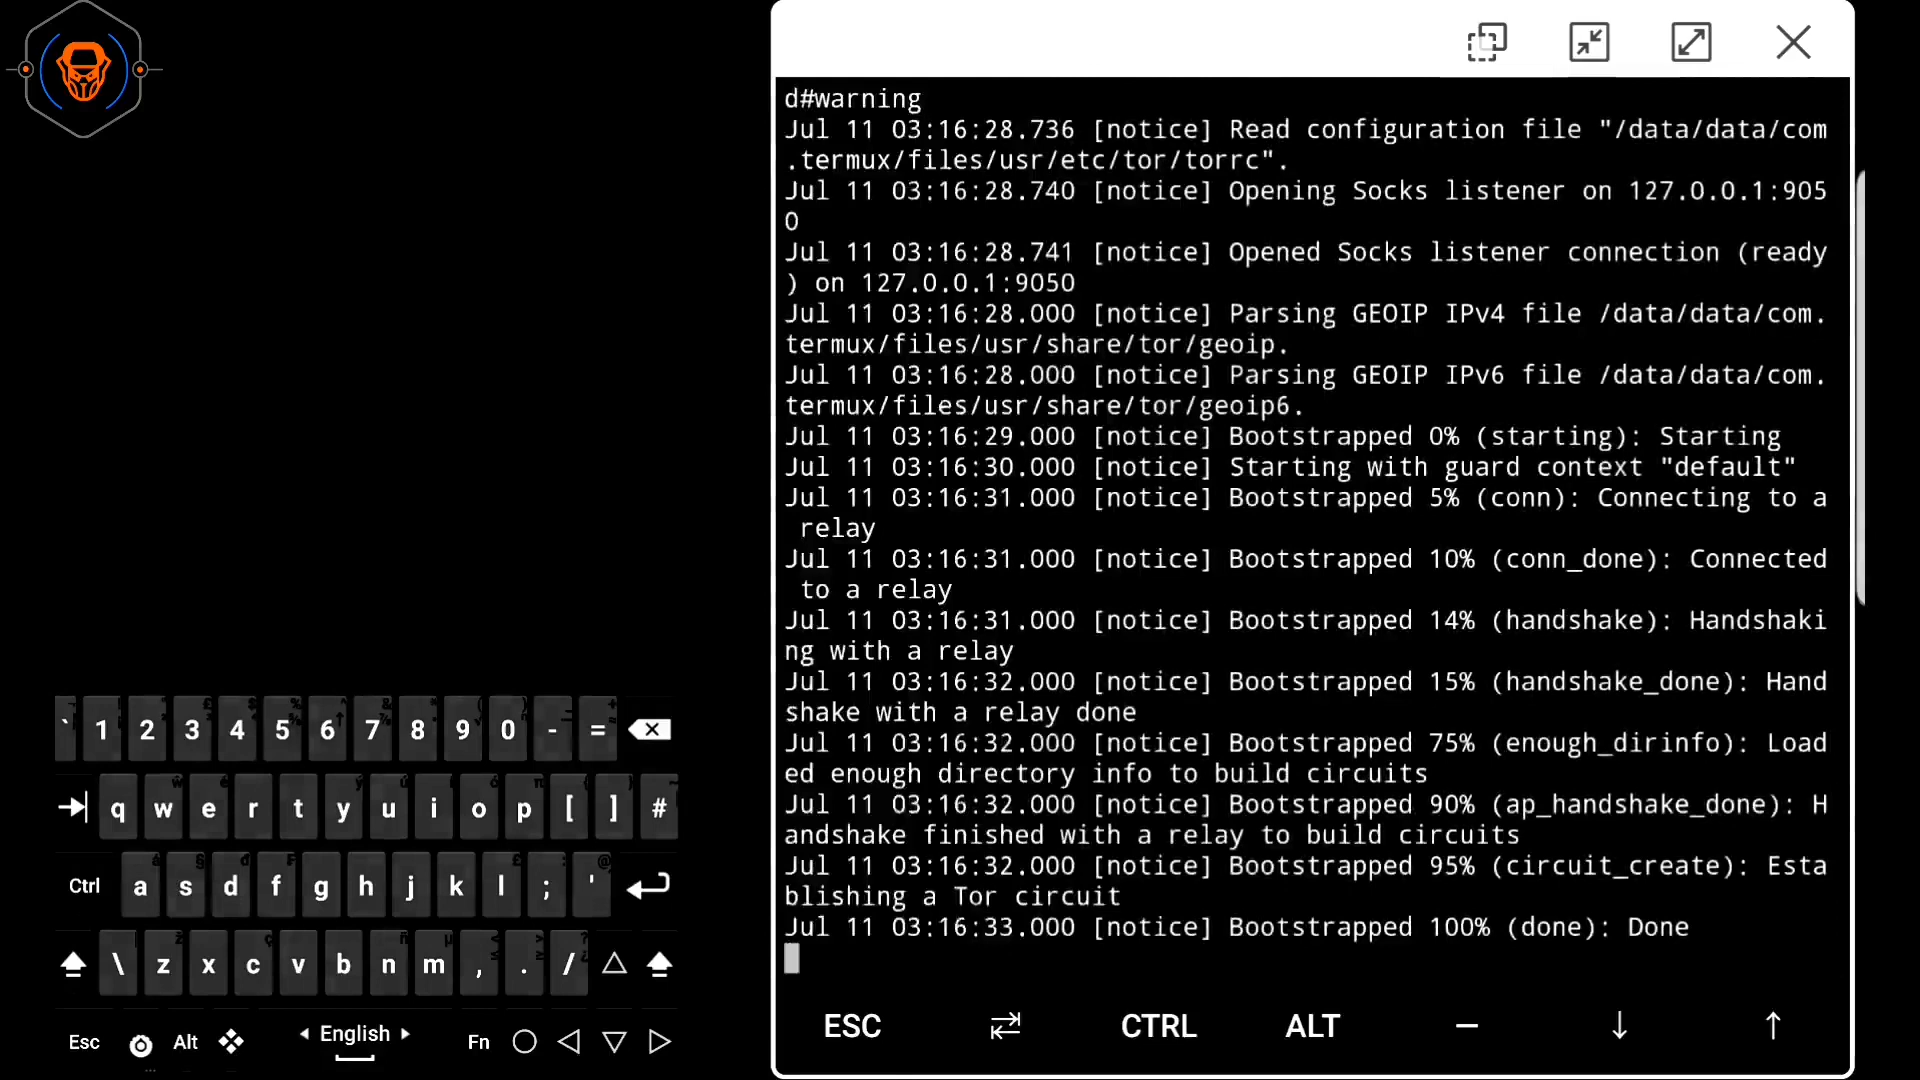 d#warning
Jul 11 03:16:28.736 [notice] Read configuration file "/data/data/com
.termux/files/usr/etc/tor/torrc".
Jul 11 03:16:28.740 [notice] Opening Socks listener on 127.0.0.1:905
0
Jul 11 03:16:28.741 [notice] Opened Socks listener connection (ready
) on 127.0.0.1:9050
Jul 11 03:16:28.000 [notice] Parsing GEOIP IPv4 file /data/data/com.
termux/files/usr/share/tor/geoip.
Jul 11 03:16:28.000 [notice] Parsing GEOIP IPv6 file /data/data/com.
termux/files/usr/share/tor/geoip6.
Jul 11 03:16:29.000 [notice] Bootstrapped 0% (starting): Starting
Jul 11 03:16:30.000 [notice] Starting with guard context "default"
Jul 11 03:16:31.000 [notice] Bootstrapped 5% (conn): Connecting to a
 relay
Jul 11 03:16:31.000 [notice] Bootstrapped 10% (conn_done): Connected
 to a relay
Jul 11 03:16:31.000 [notice] Bootstrapped 14% (handshake): Handshaki
ng with a relay
Jul 11 03:16:32.000 [notice] Bootstrapped 15% (handshake_done): Hand
shake with a relay done
Jul 11 03:16:32.000 [notice] Bootstrapped 75% (enough_dirinfo): Load
ed enough directory info to build circuits
Jul 11 03:16:32.000 [notice] Bootstrapped 90% (ap_handshake_done): H
andshake finished with a relay to build circuits
Jul 11 03:16:32.000 [notice] Bootstrapped 95% (circuit_create): Esta
blishing a Tor circuit
Jul 11 03:16:33.000 [notice] Bootstrapped 100% (done): Done
ESC ⇄ CTRL ALT – ↓ ↑
` 1 2 3 4 5 6 7 8 9 0 - =
q w e r t y u i o p [ ] #
Ctrl a s d f g h j k l ; '
\ z x c v b n m , . /
Esc Alt English Fn